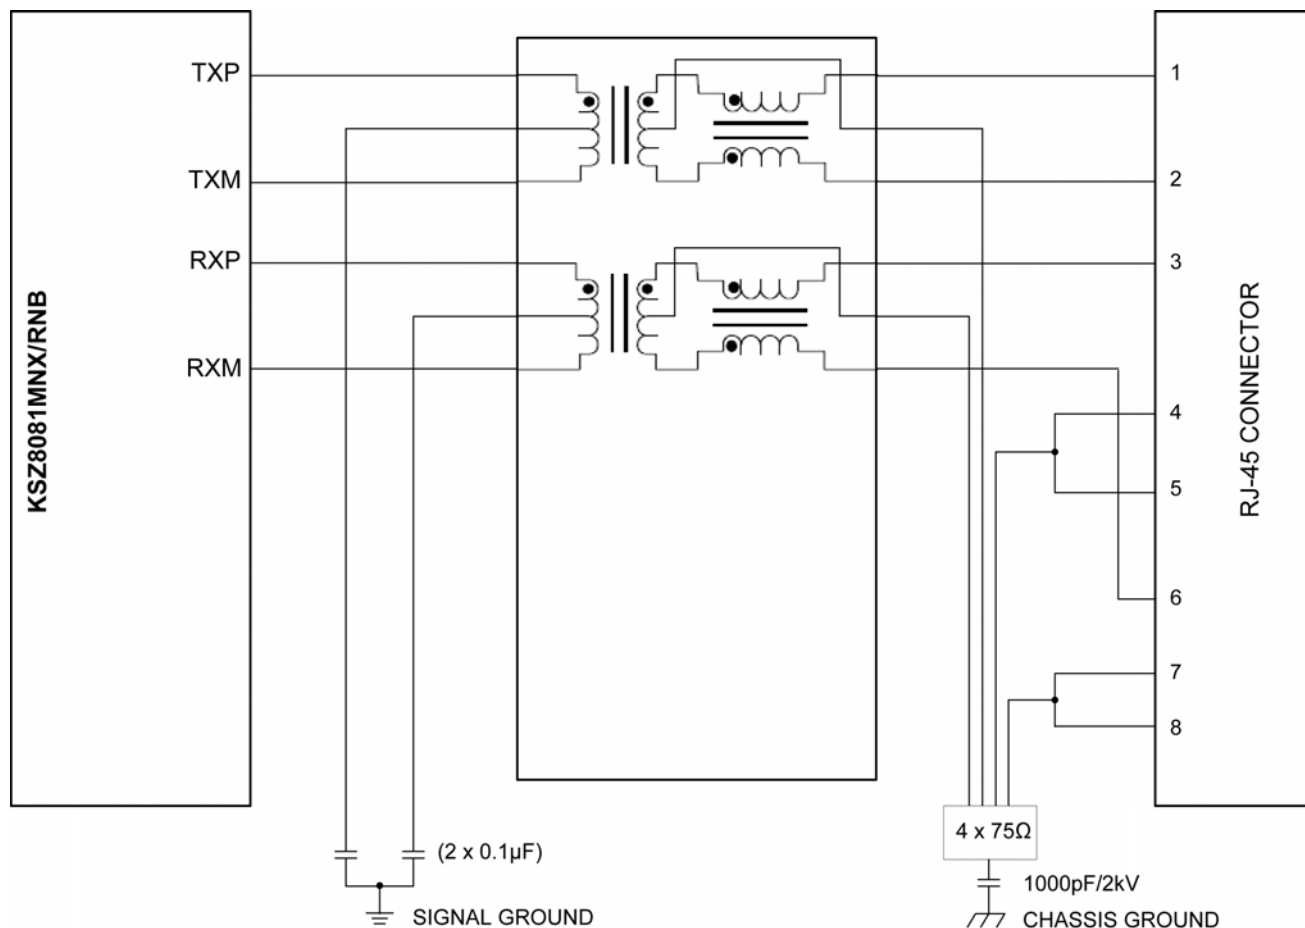 KSZ8081MNX/RNB
TXP
TXM
RXP
RXM
1
2
3
4
5
6
7
8
RJ-45 CONNECTOR
(2 x 0.1µF)
SIGNAL GROUND
4 x 75Ω
1000pF/2kV
CHASSIS GROUND